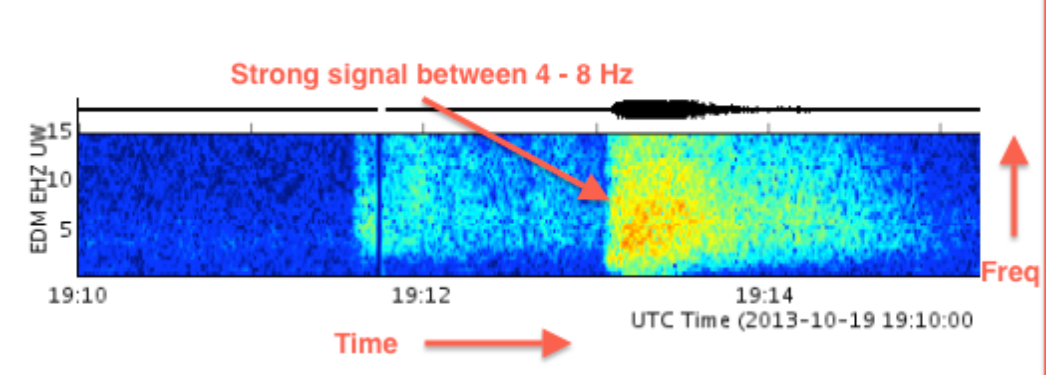 Strong signal between 4 - 8 Hz
EDM EHZ UW
15
10
5
19:10
19:12
19:14
UTC Time (2013-10-19 19:10:00
Freq
Time